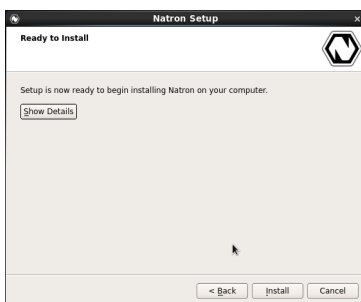 Natron Setup
Ready to Install
Setup is now ready to begin installing Natron on your computer.
Show Details
< Back
Install
Cancel